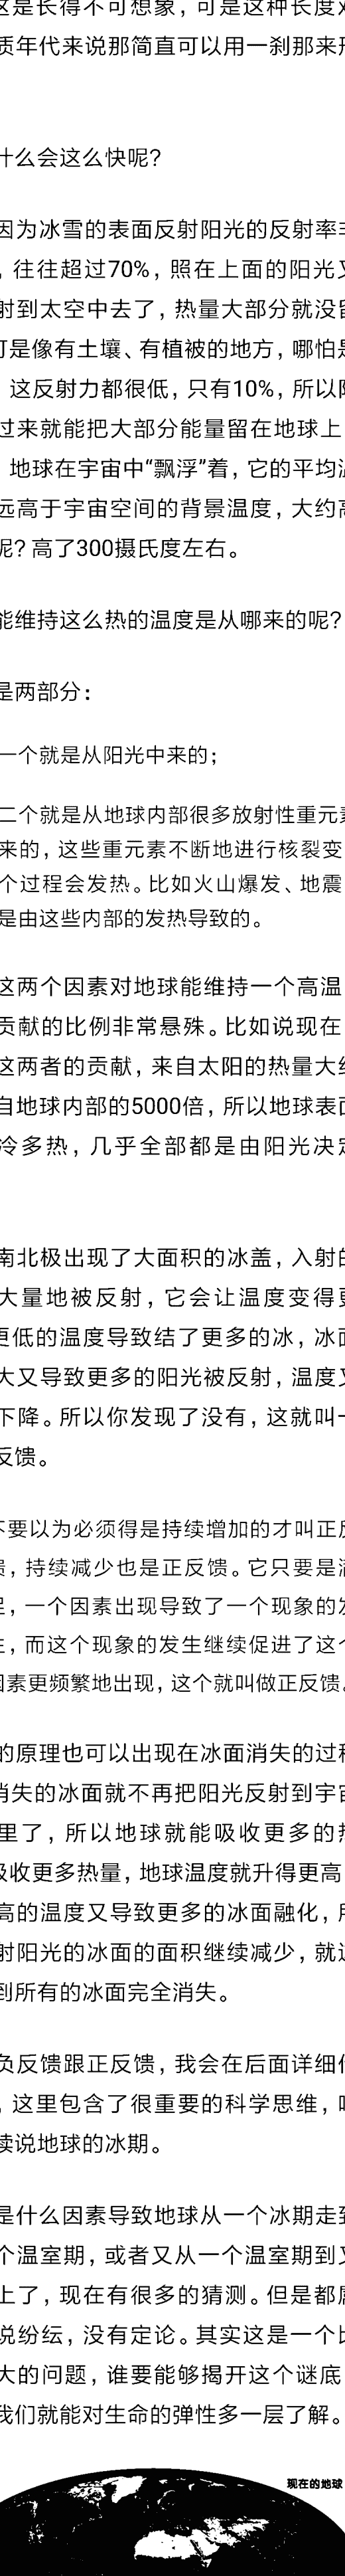 这是长得不可想象，可是这种长度
质年代来说那简直可以用一刹那来
什么会这么快呢？
因为冰雪的表面反射阳光的反射率
，往往超过70%，照在上面的阳光
射到太空中去了，热量大部分就没
可是像有土壤、有植被的地方，哪怕
，这反射力都很低，只有10%，所以
过来就能把大部分能量留在地球上
，地球在宇宙中“飘浮”着，它的平均
远高于宇宙空间的背景温度，大约
呢？高了300摄氏度左右。
能维持这么热的温度是从哪来的呢？
是两部分：
一个就是从阳光中来的；
二个就是从地球内部很多放射性重元
来的，这些重元素不断地进行核裂变
个过程会发热。比如火山爆发、地震
是由这些内部的发热导致的。
这两个因素对地球能维持一个高温
贡献的比例非常悬殊。比如说现在
这两者的贡献，来自太阳的热量大
自地球内部的5000倍，所以地球表
冷多热，几乎全部都是由阳光决
南北极出现了大面积的冰盖，入射
大量地被反射，它会让温度变得
更低的温度导致结了更多的冰，冰
大又导致更多的阳光被反射，温度
下降。所以你发现了没有，这就叫
反馈。
不要以为必须得是持续增加的才叫正
，持续减少也是正反馈。它只要是
，一个因素出现导致了一个现象的
，而这个现象的发生继续促进了这
因素更频繁地出现，这个就叫做正反馈。
的原理也可以出现在冰面消失的过
消失的冰面就不再把阳光反射到宇
里了，所以地球就能吸收更多的
吸收更多热量，地球温度就升得更高
高的温度又导致更多的冰面融化，
射阳光的冰面的面积继续减少，就
到所有的冰面完全消失。
负反馈跟正反馈，我会在后面详细
，这里包含了很重要的科学思维，
续说地球的冰期。
是什么因素导致地球从一个冰期走
个温室期，或者又从一个温室期到
上了，现在有很多的猜测。但是都
说纷纭，没有定论。其实这是一个
大的问题，谁要能够揭开这个谜底
我们就能对生命的弹性多一层了解。
现在的地球